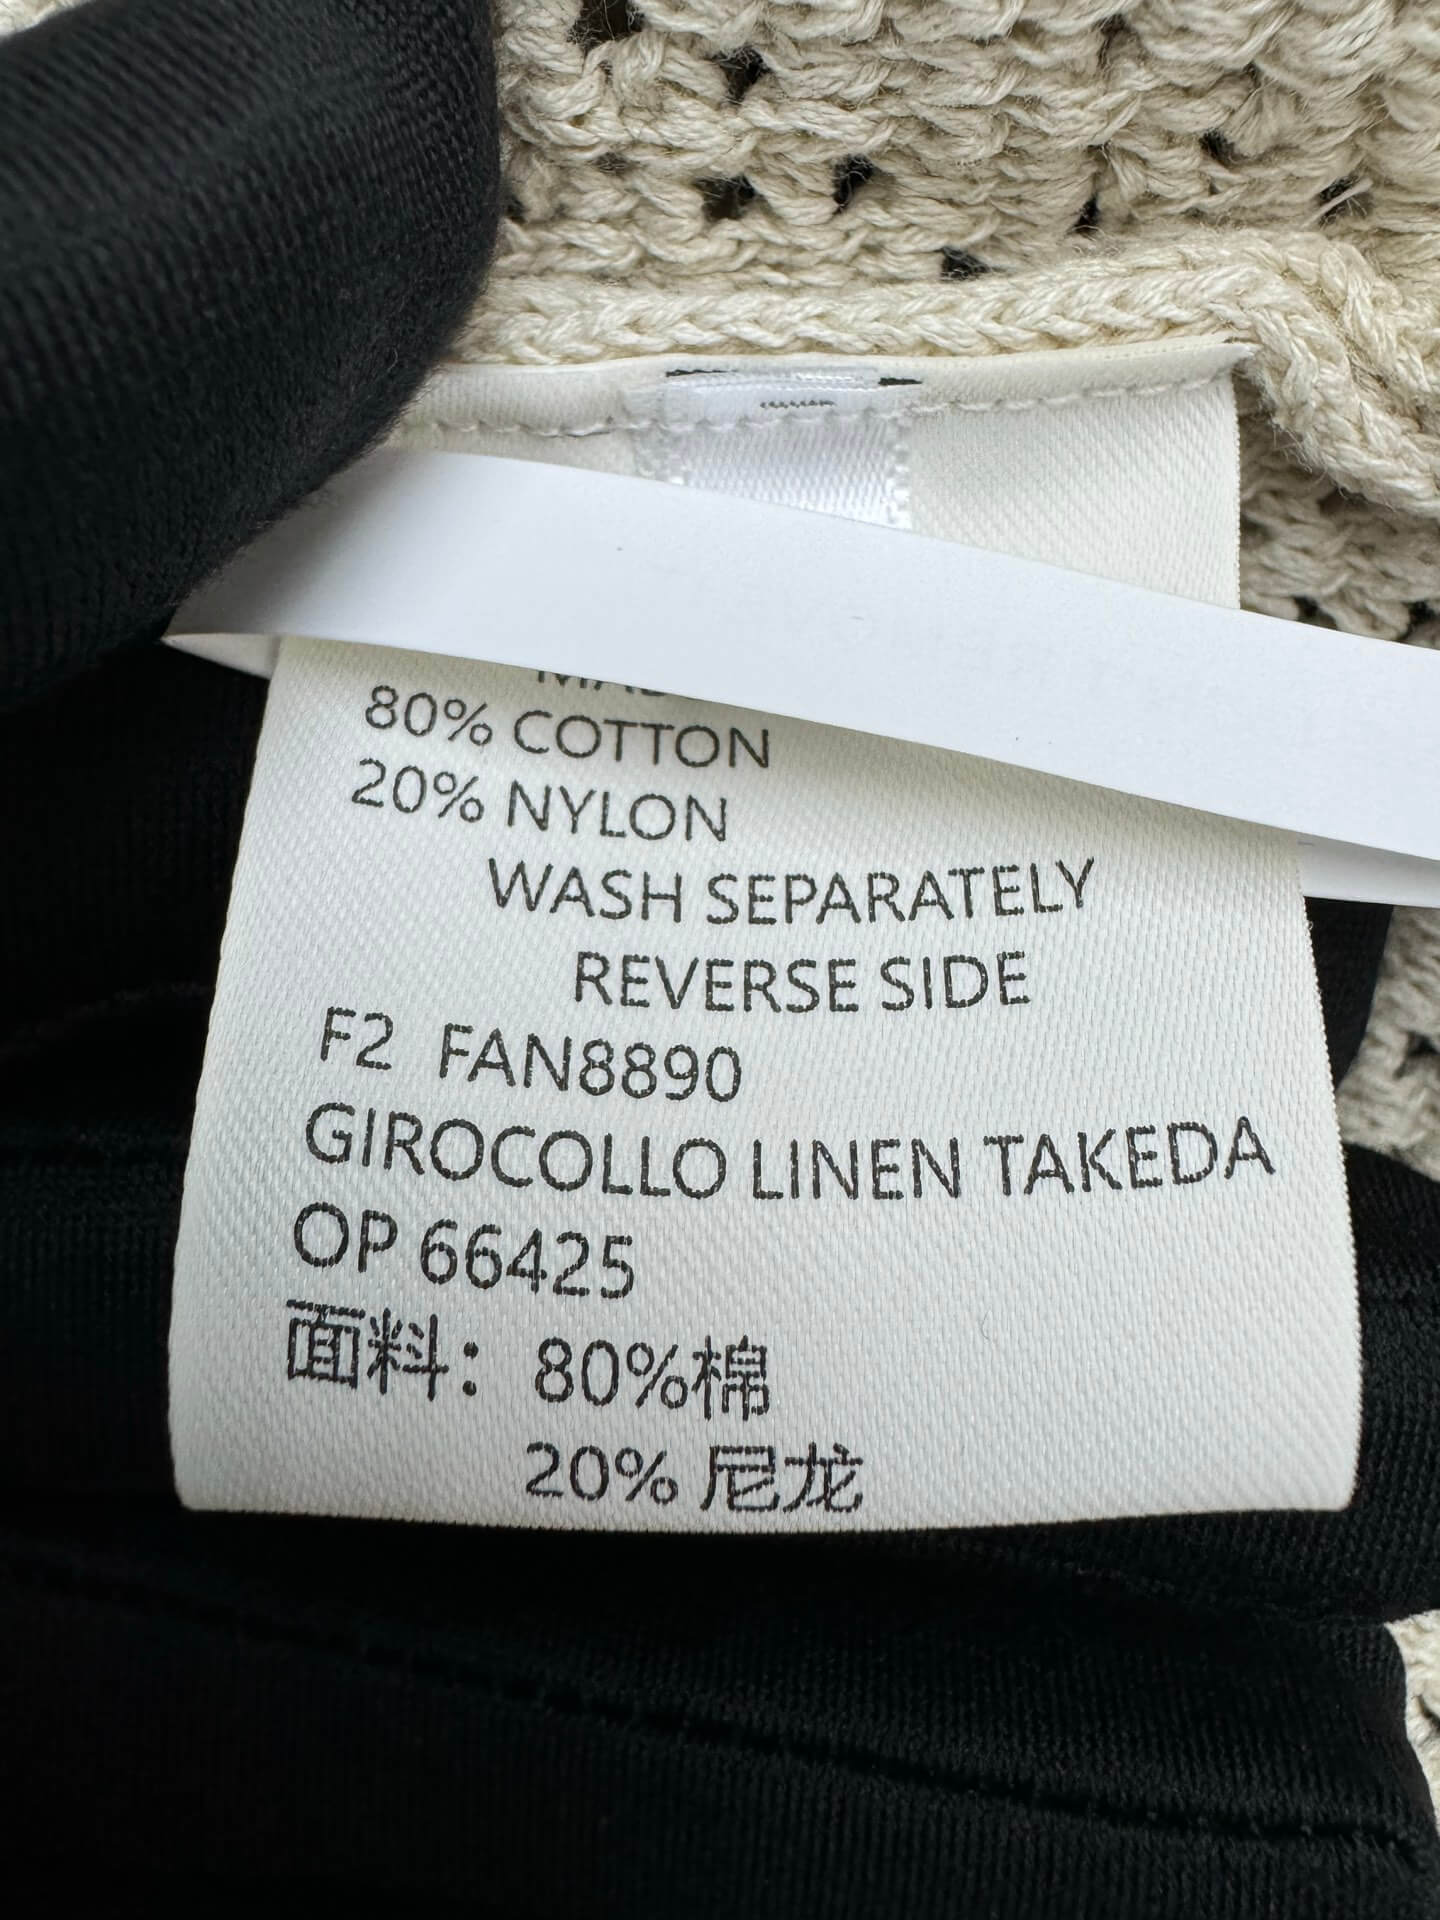 80% COTTON
20% NYLON
WASH SEPARATELY
REVERSE SIDE
F2 FAN8890
GIROCOLLO LINEN TAKEDA
OP 66425
面料：80%棉
20% 尼龙